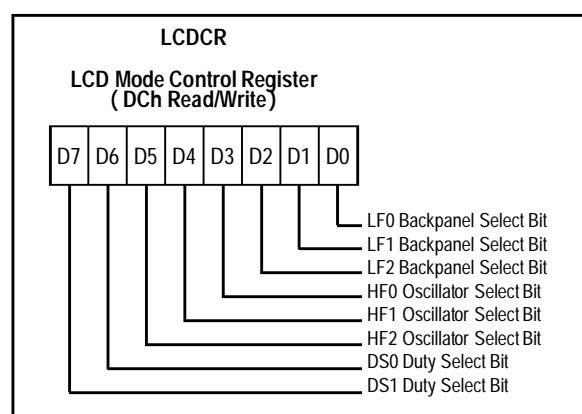 LCDCR
LCD Mode Control Register
( DCh Read/Write)
D7 D6 D5 D4 D3 D2 D1 D0
LF0 Backpanel Select Bit
LF1 Backpanel Select Bit
LF2 Backpanel Select Bit
HF0 Oscillator Select Bit
HF1 Oscillator Select Bit
HF2 Oscillator Select Bit
DS0 Duty Select Bit
DS1 Duty Select Bit